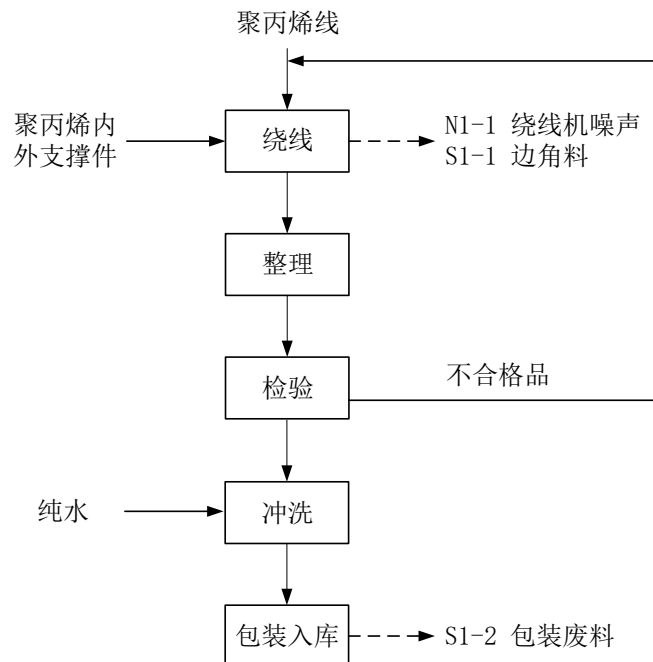 聚丙烯线
聚丙烯内
外支撑件
绕线
N1-1 绕线机噪声
S1-1 边角料
整理
检验
不合格品
纯水
冲洗
包装入库
S1-2 包装废料